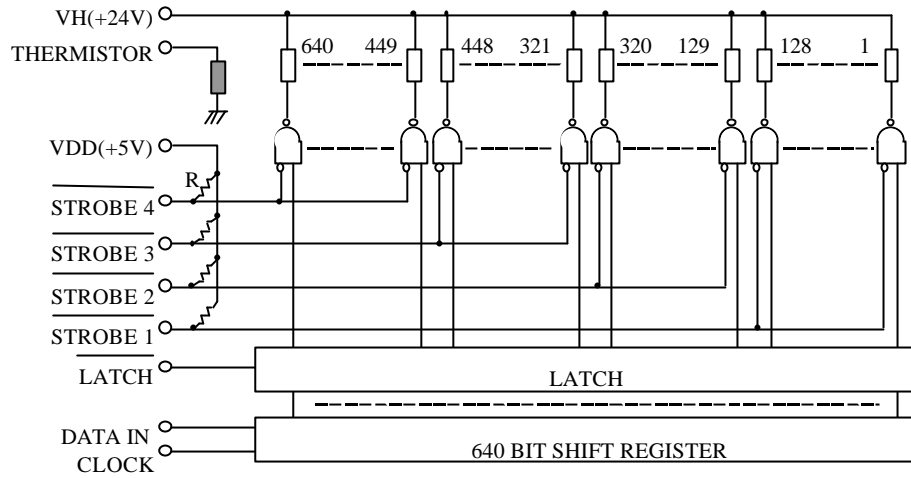 VH(+24V)
THERMISTOR
640 449 448 321 320 129 128 1
VDD(+5V)
R
STROBE 4
STROBE 3
STROBE 2
STROBE 1
LATCH
LATCH
DATA IN
CLOCK
640 BIT SHIFT REGISTER